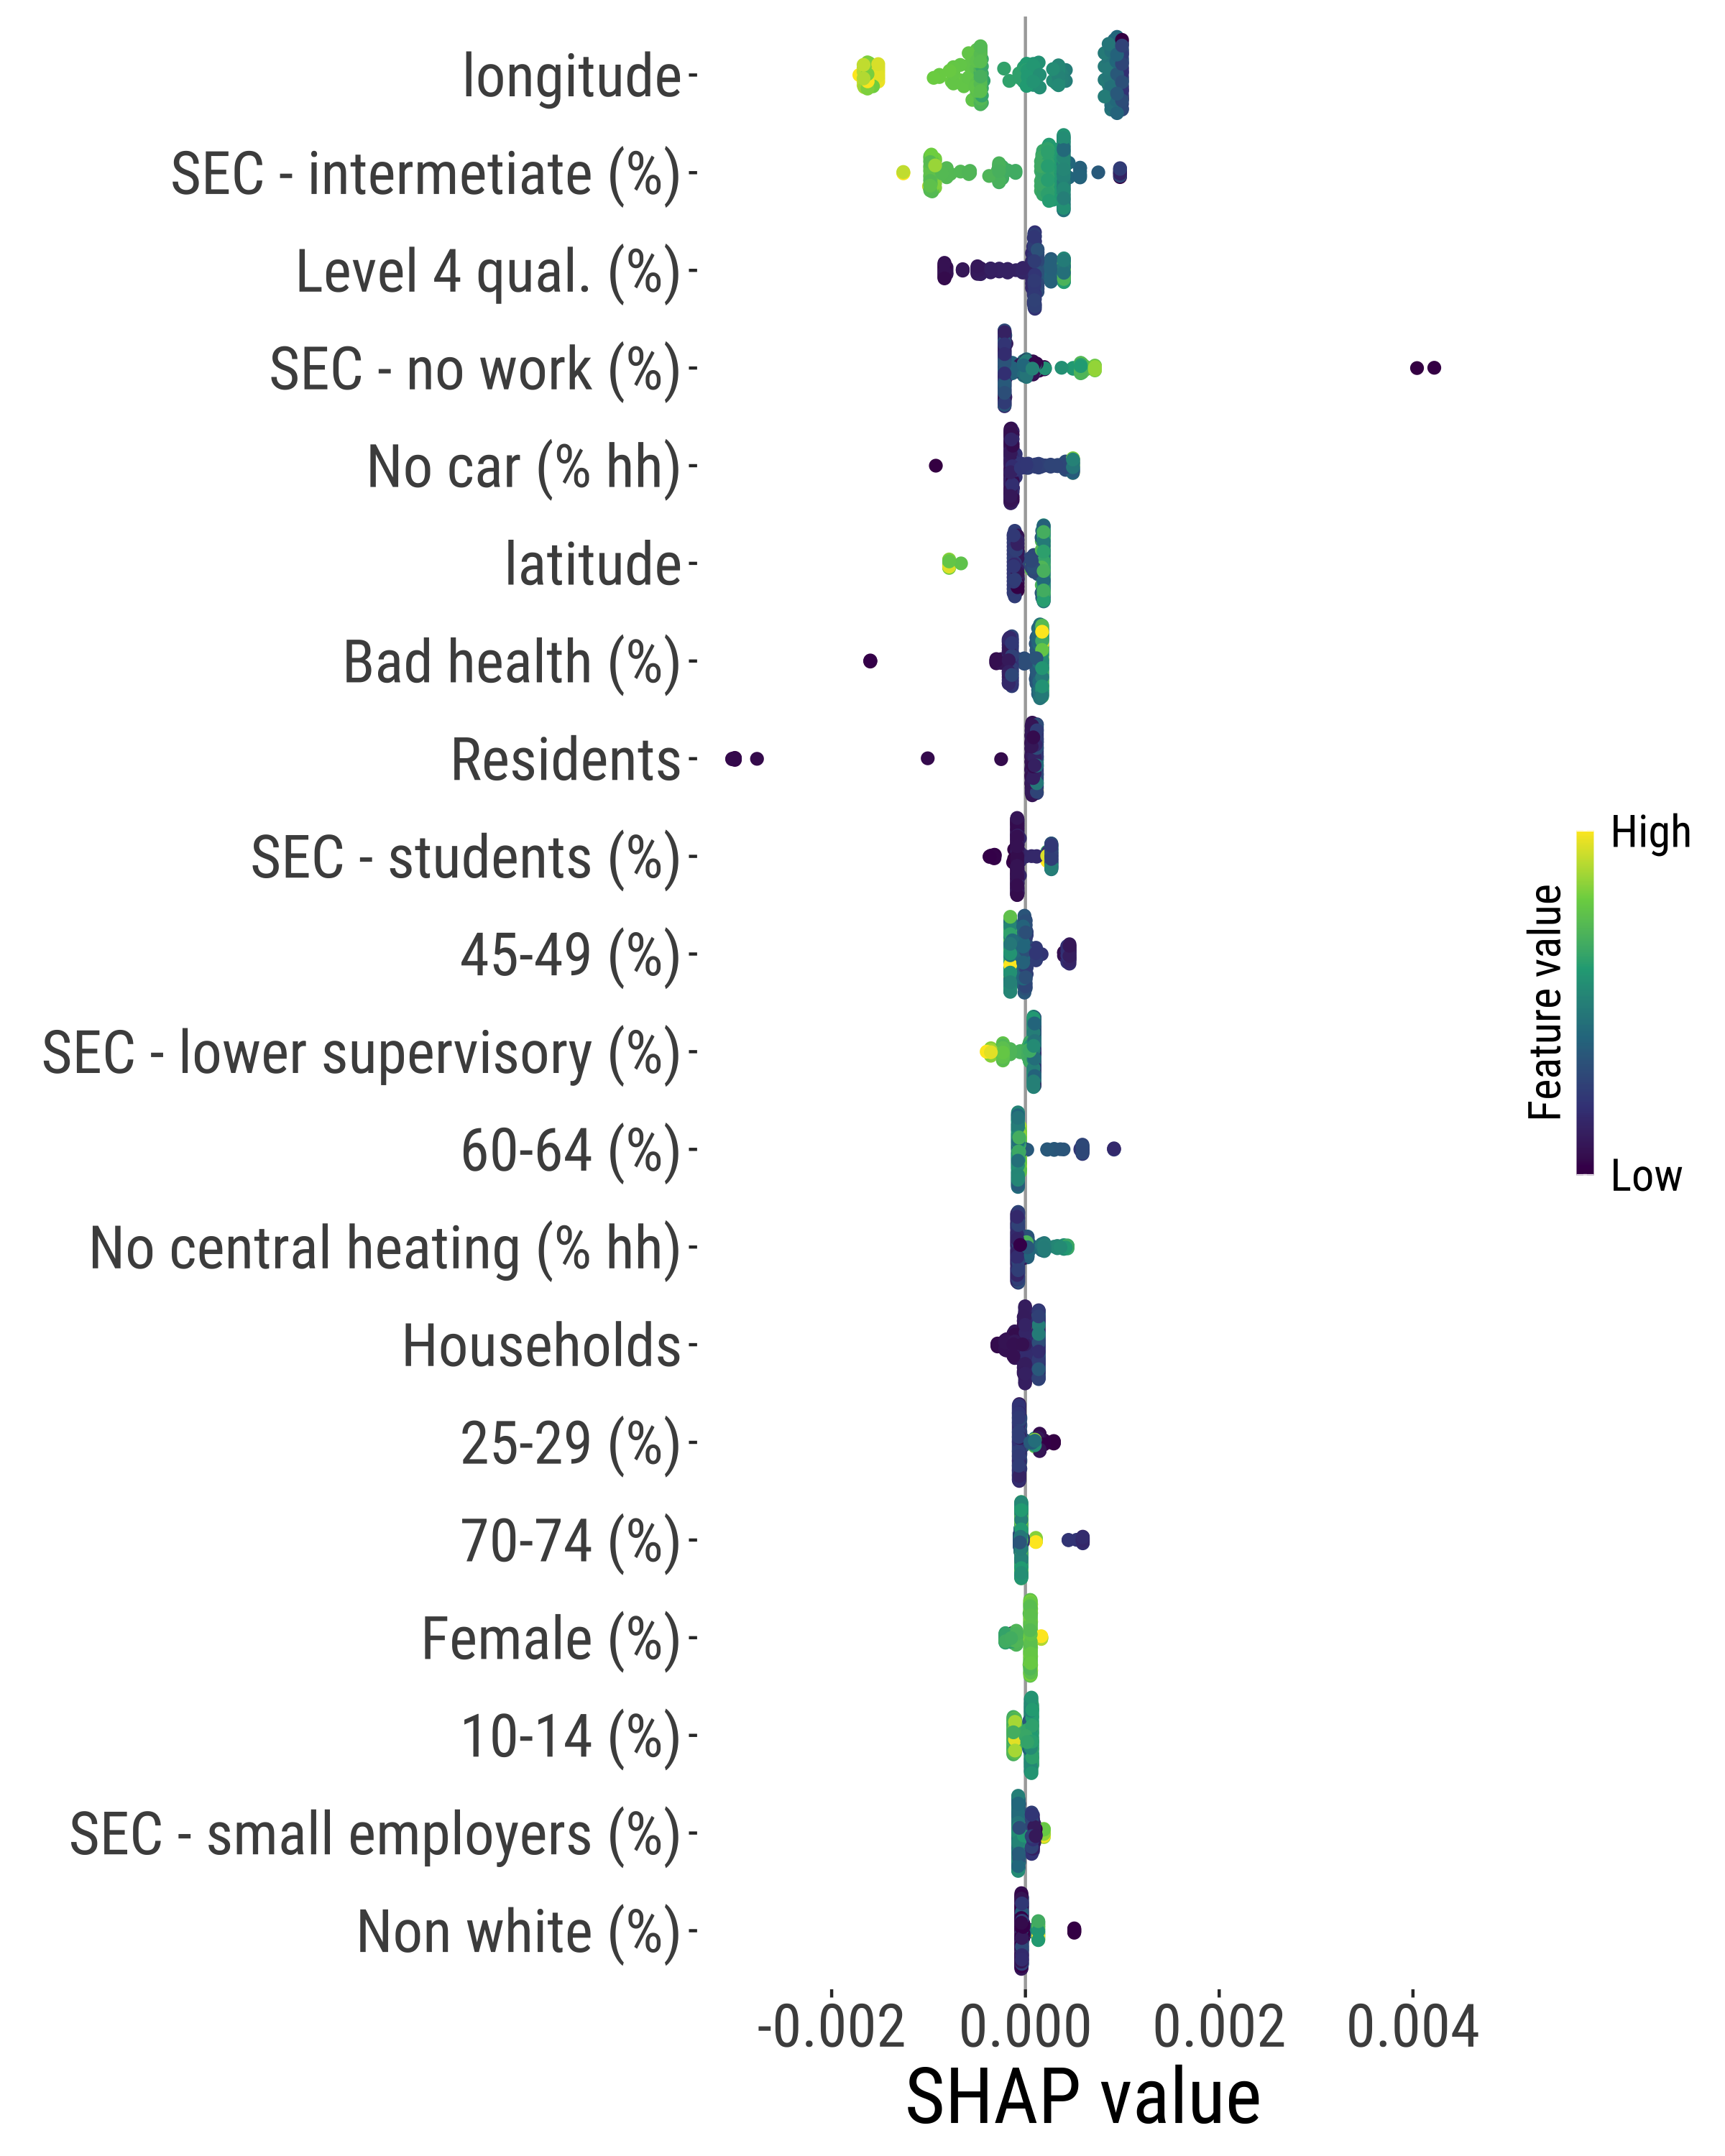 longitude
SEC - intermetiate (%)
Level 4 qual. (%)
SEC - no work (%)
No car (% hh)
latitude
Bad health (%)
Residents
SEC - students (%)
45-49 (%)
SEC - lower supervisory (%)
60-64 (%)
No central heating (% hh)
Households
25-29 (%)
70-74 (%)
Female (%)
10-14 (%)
SEC - small employers (%)
Non white (%)
-0.002 0.000 0.002 0.004
SHAP value
High
Feature value
Low